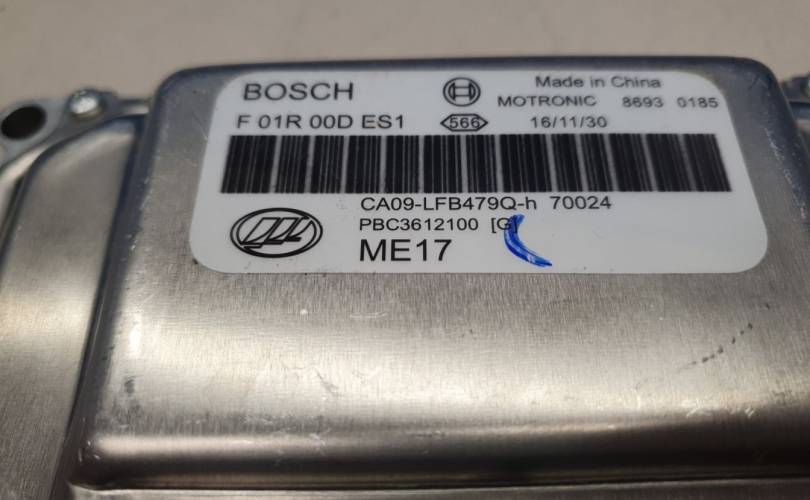 BOSCH
Made in China
MOTRONIC 8693 0185
F 01R 00D ES1
566
16/11/30
CA09-LFB479Q-h 70024
PBC3612100 [G]
ME17